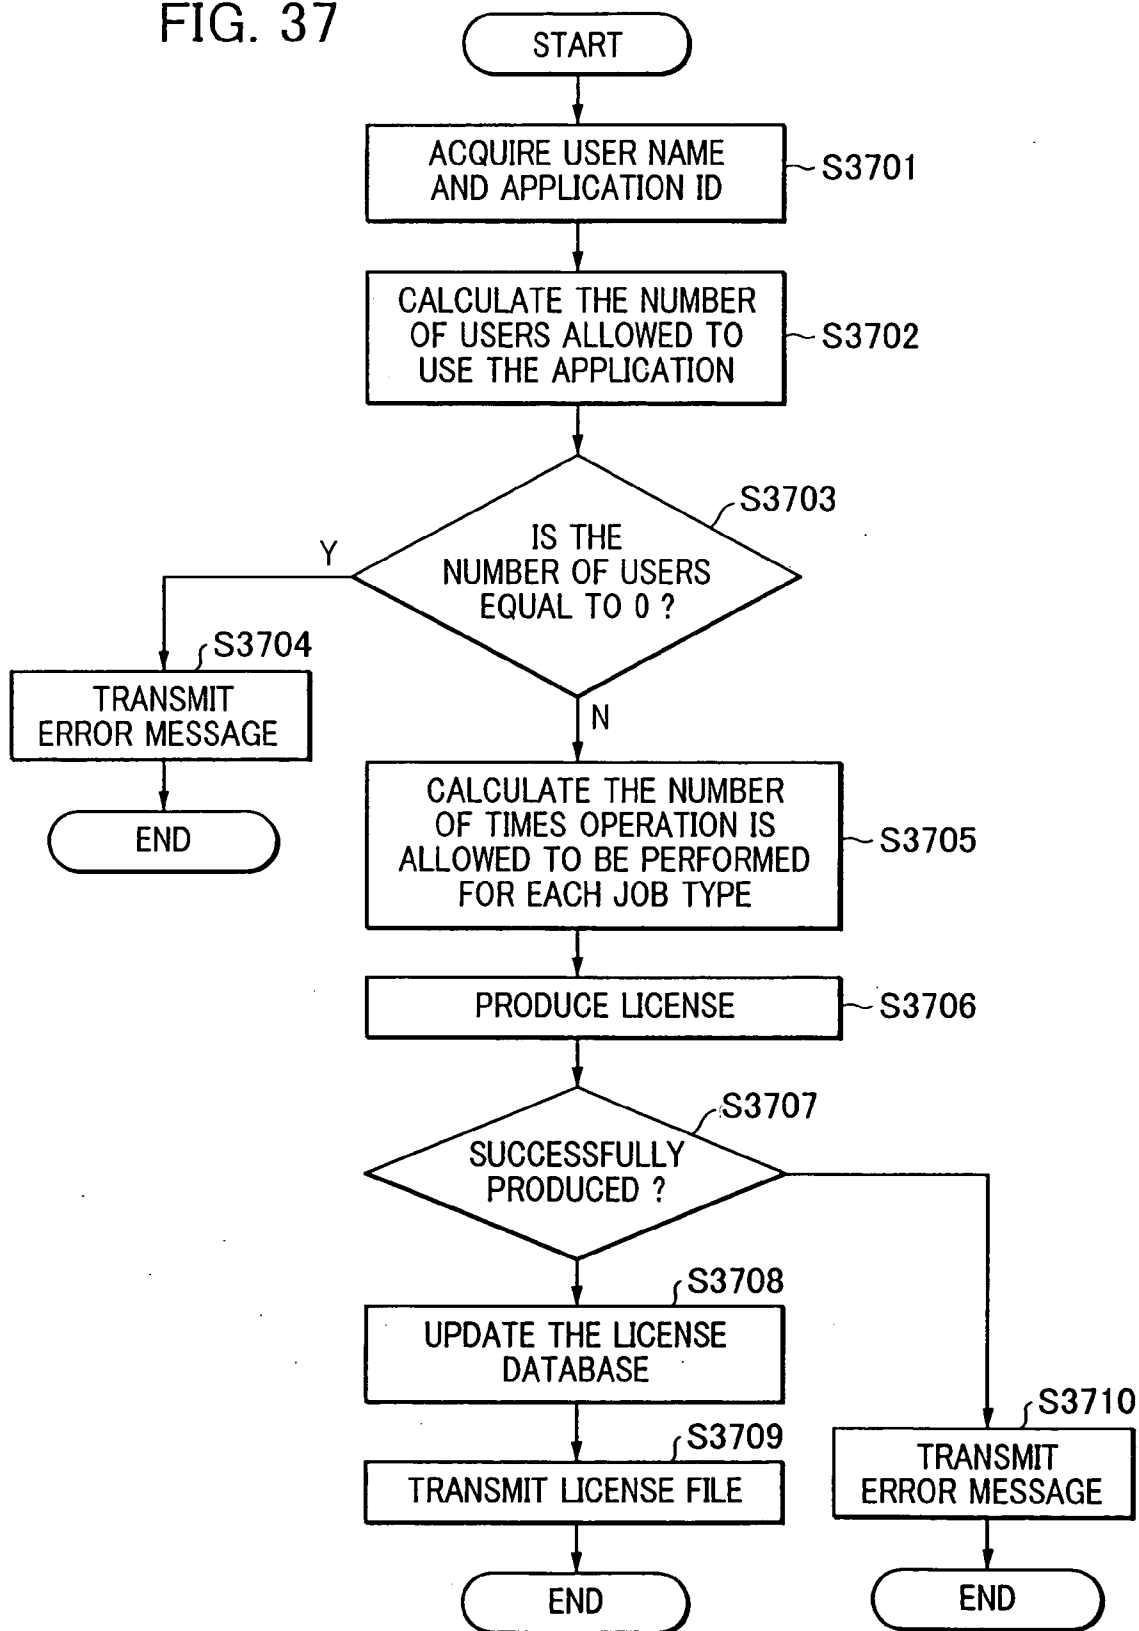 FIG. 37
START
ACQUIRE USER NAME
AND APPLICATION ID
S3701
CALCULATE THE NUMBER
OF USERS ALLOWED TO
USE THE APPLICATION
S3702
S3703
IS THE
NUMBER OF USERS
EQUAL TO 0 ?
Y
N
S3704
TRANSMIT
ERROR MESSAGE
END
CALCULATE THE NUMBER
OF TIMES OPERATION IS
ALLOWED TO BE PERFORMED
FOR EACH JOB TYPE
S3705
PRODUCE LICENSE
S3706
S3707
SUCCESSFULLY
PRODUCED ?
S3708
UPDATE THE LICENSE
DATABASE
S3709
TRANSMIT LICENSE FILE
END
S3710
TRANSMIT
ERROR MESSAGE
END